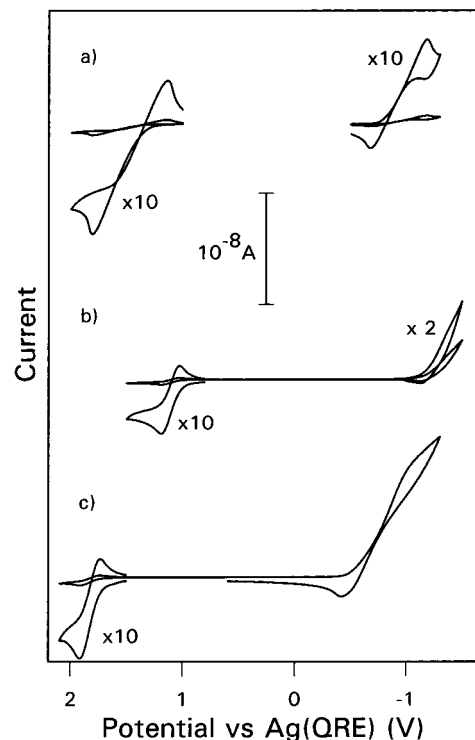 a)
x10
x10
10-8A
b)
x 2
x10
c)
x10
Current
2 1 0 -1
Potential vs Ag(QRE) (V)